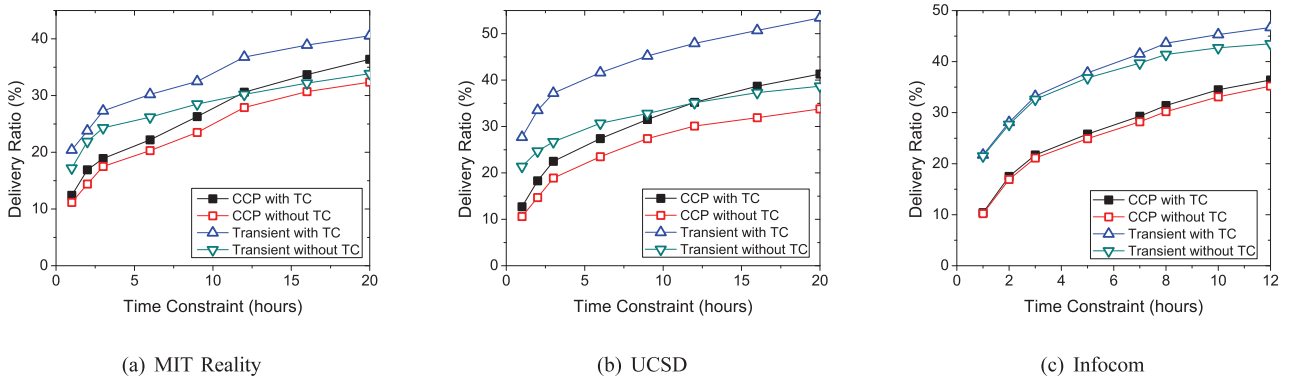 40
30
20
10
0
Delivery Ratio (%)
CCP with TC
CCP without TC
Transient with TC
Transient without TC
0 5 10 15 20
Time Constraint (hours)
(a) MIT Reality
50
40
30
20
10
0
Delivery Ratio (%)
CCP with TC
CCP without TC
Transient with TC
Transient without TC
0 5 10 15 20
Time Constraint (hours)
(b) UCSD
50
40
30
20
10
0
Delivery Ratio (%)
CCP with TC
CCP without TC
Transient with TC
Transient without TC
0 2 4 6 8 10 12
Time Constraint (hours)
(c) Infocom